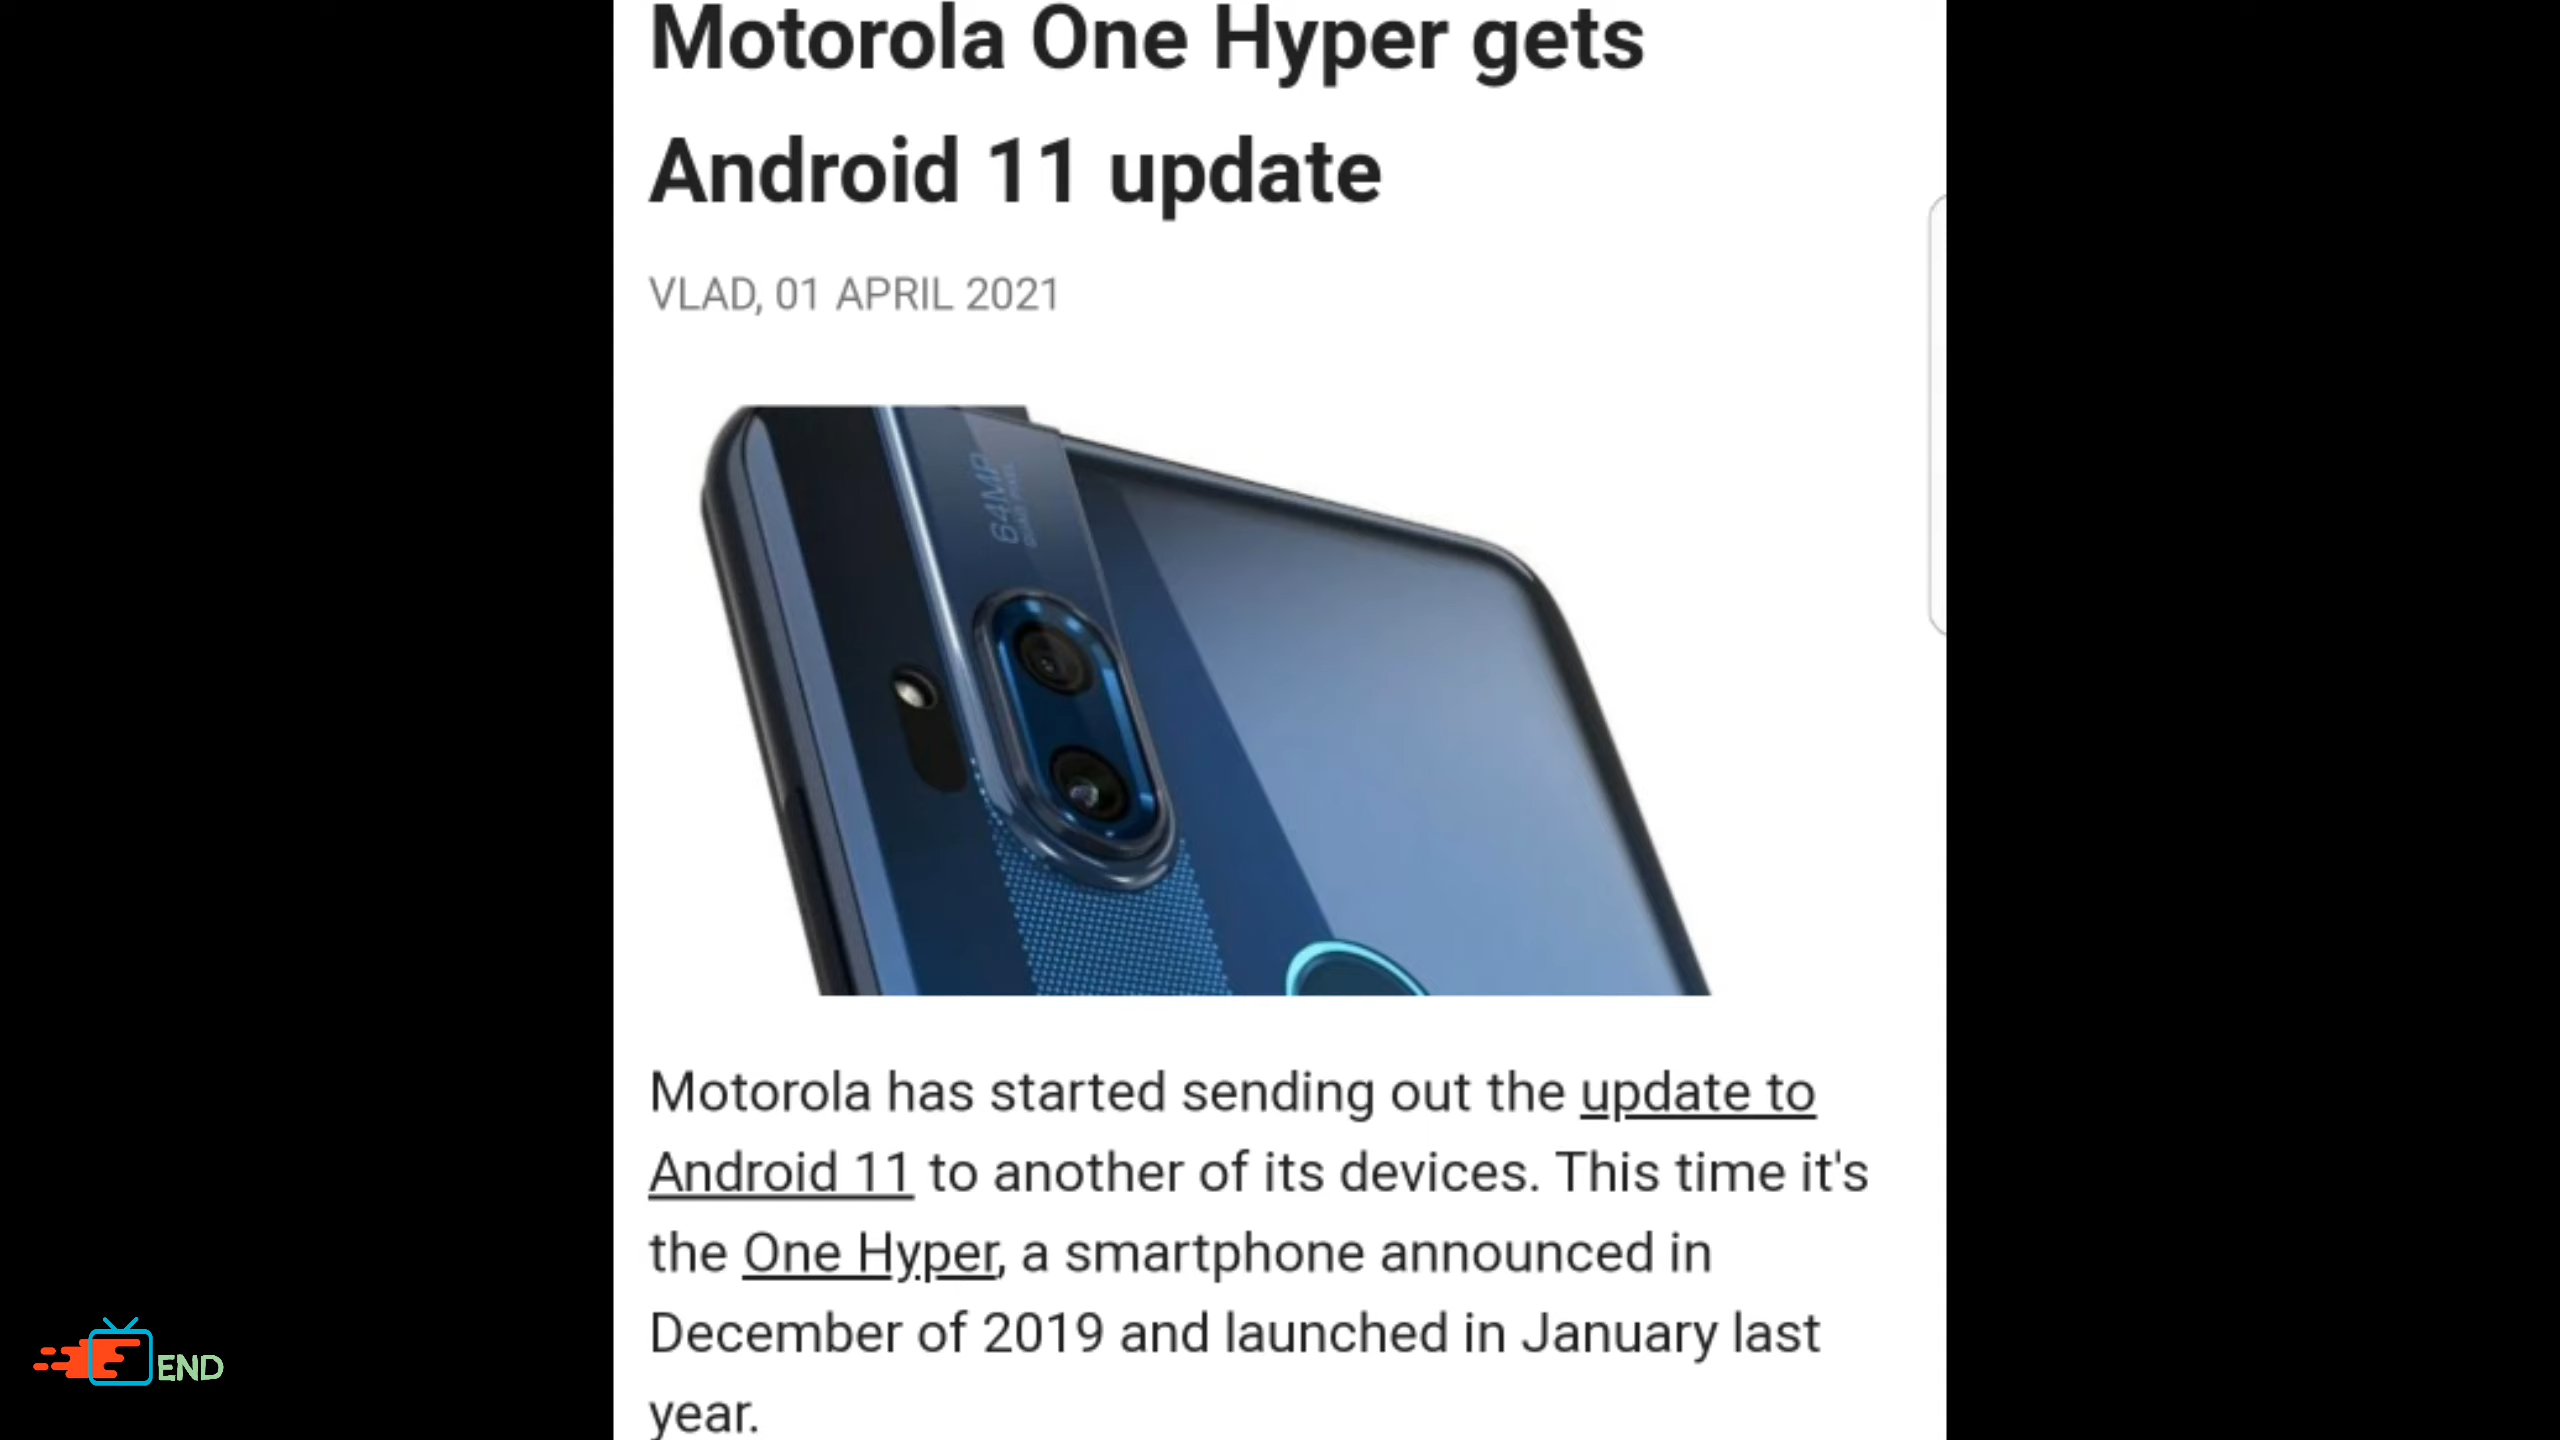 Motorola One Hyper gets
Android 11 update
VLAD, 01 APRIL 2021
64MP
QUAD PIXEL
Motorola has started sending out the update to
Android 11 to another of its devices. This time it's
the One Hyper, a smartphone announced in
December of 2019 and launched in January last
year.
END